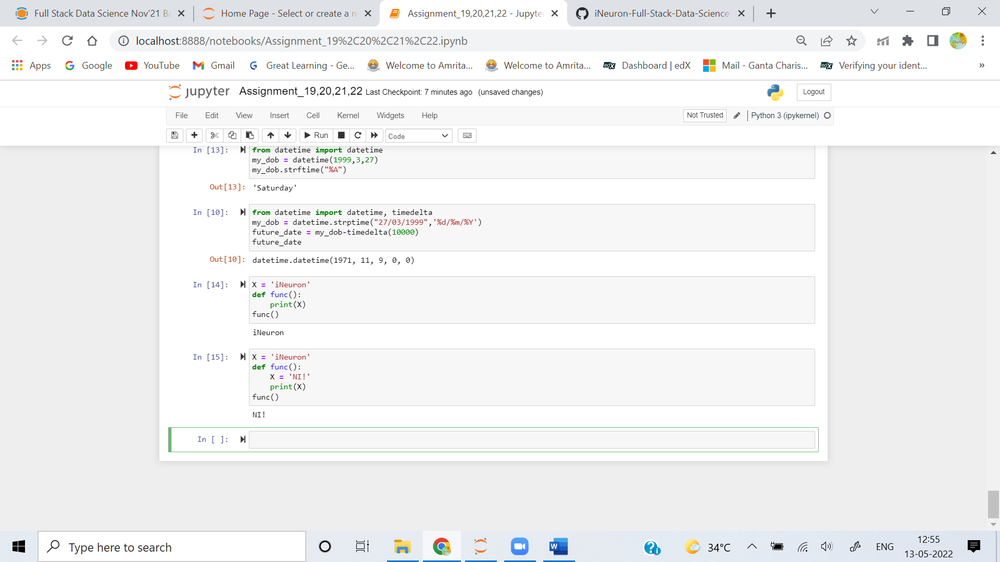 Full Stack Data Science Nov'21 Ba
Home Page - Select or create a n
Assignment_19,20,21,22 - Jupyte
iNeuron-Full-Stack-Data-Science-
localhost:8888/notebooks/Assignment_19%2C20%2C21%2C22.ipynb
Apps Google YouTube Gmail Great Learning - Ge... Welcome to Amrita... Welcome to Amrita... Dashboard | edX Mail - Ganta Charis... Verifying your ident... »
jupyter Assignment_19,20,21,22 Last Checkpoint: 7 minutes ago (unsaved changes) Logout
File Edit View Insert Cell Kernel Widgets Help Not Trusted Python 3 (ipykernel)
Run Code
In [13]: from datetime import datetime
my_dob = datetime(1999,3,27)
my_dob.strftime("%A")
Out[13]: 'Saturday'
In [10]: from datetime import datetime, timedelta
my_dob = datetime.strptime("27/03/1999",'%d/%m/%Y')
future_date = my_dob-timedelta(10000)
future_date
Out[10]: datetime.datetime(1971, 11, 9, 0, 0)
In [14]: X = 'iNeuron'
def func():
    print(X)
func()
iNeuron
In [15]: X = 'iNeuron'
def func():
    X = 'NI!'
    print(X)
func()
NI!
In [ ]:
Type here to search
34°C
ENG
12:55
13-05-2022